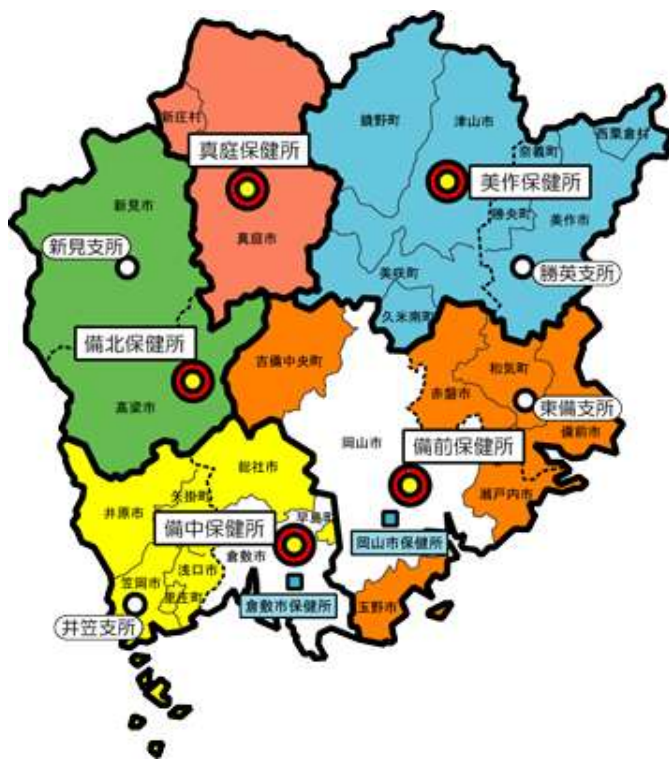 新庄村
真庭保健所
真庭市
鏡野町
津山市
奈義町
西粟倉村
美作保健所
勝央町
美作市
美咲町
久米南町
勝英支所
新見市
新見支所
備北保健所
高梁市
吉備中央町
岡山市
赤磐市
和気町
東備支所
備前市
備前保健所
瀬戸内市
岡山市保健所
玉野市
総社市
井原市
矢掛町
備中保健所
早島町
倉敷市
浅口市
笠岡市
里庄町
倉敷市保健所
井笠支所